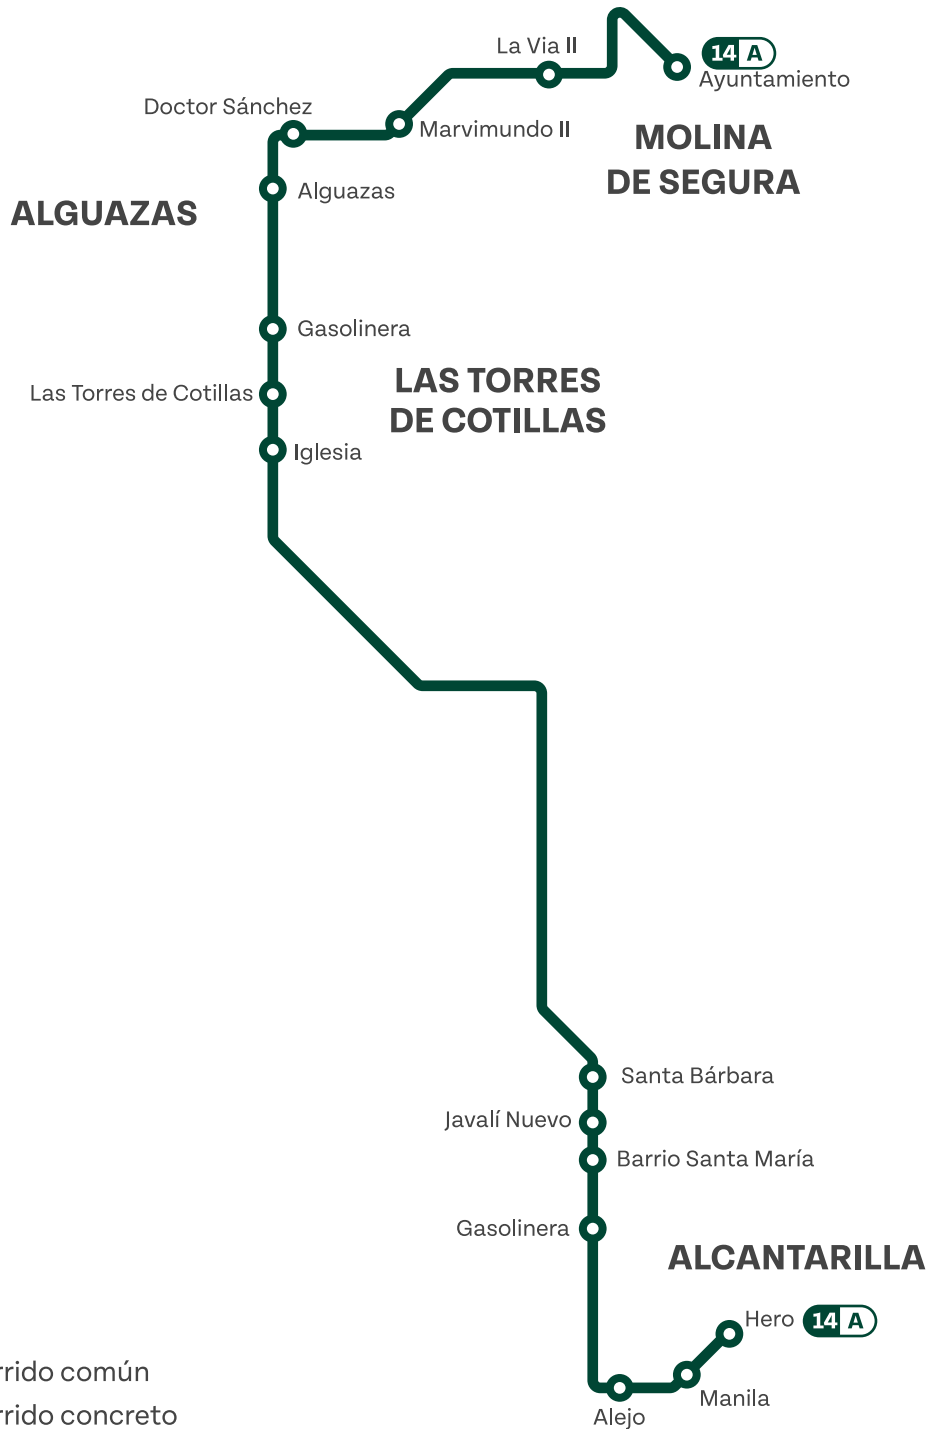 La Via II
14 A
Ayuntamiento
Doctor Sánchez
Marvimundo II
MOLINA
DE SEGURA
Alguazas
ALGUAZAS
Gasolinera
Las Torres de Cotillas
LAS TORRES
DE COTILLAS
Iglesia
Santa Bárbara
Javalí Nuevo
Barrio Santa María
Gasolinera
ALCANTARILLA
Hero
14 A
Manila
Alejo
rrido común
rrido concreto